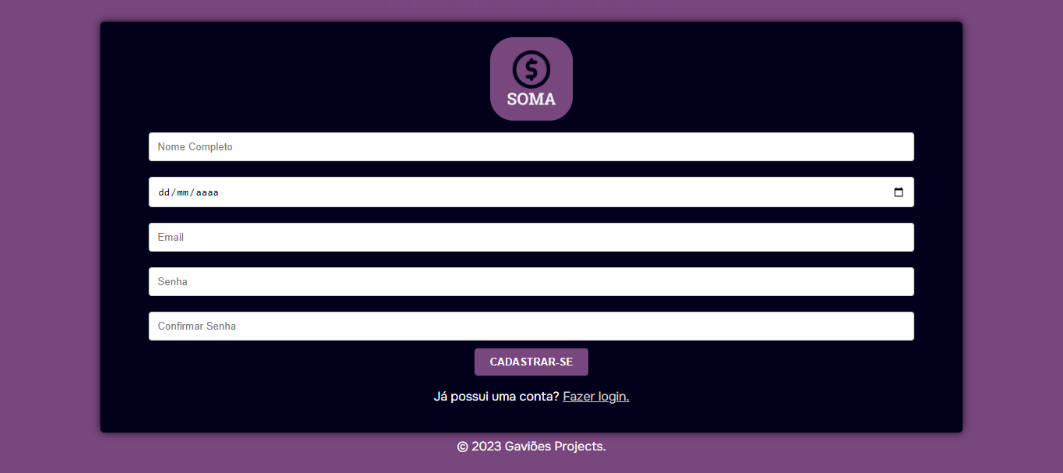 SOMA
Nome Completo
dd/mm/aaaa
Email
Senha
Confirmar Senha
CADASTRAR-SE
Já possui uma conta? Fazer login.
© 2023 Gaviões Projects.